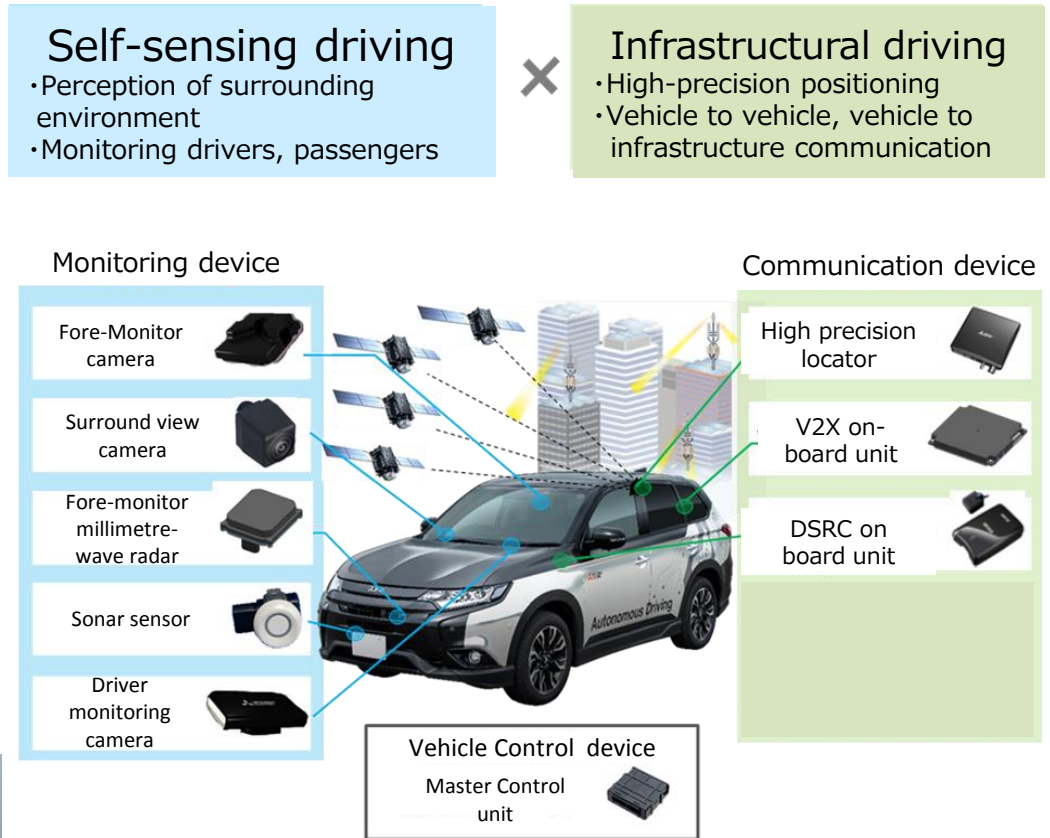 Self-sensing driving
・Perception of surrounding
environment
・Monitoring drivers, passengers
×
Infrastructural driving
・High-precision positioning
・Vehicle to vehicle, vehicle to
infrastructure communication
Monitoring device
Fore-Monitor
camera
Surround view
camera
Fore-monitor
millimetre-
wave radar
Sonar sensor
Driver
monitoring
camera
Autonomous Driving
Communication device
High precision
locator
V2X on-
board unit
DSRC on
board unit
Vehicle Control device
Master Control
unit